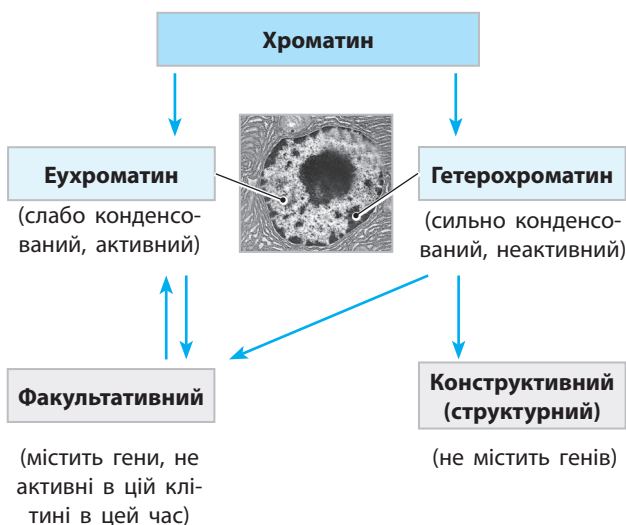 Хроматин
Еухроматин
(слабо конденсо-
ваний, активний)
Гетерохроматин
(сильно конденсо-
ваний, неактивний)
Факультативний
(містить гени, не
активні в цій клі-
тині в цей час)
Конструктивний
(структурний)
(не містить генів)